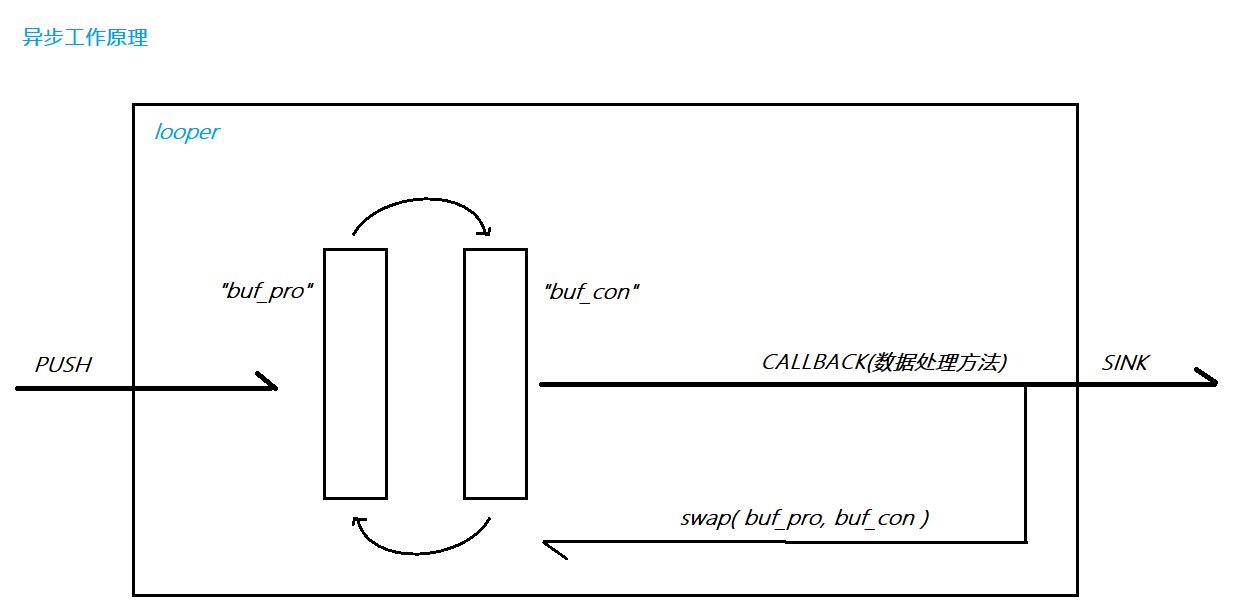 异步工作原理
looper
"buf_pro"
"buf_con"
PUSH
CALLBACK(数据处理方法)
SINK
swap( buf_pro, buf_con )